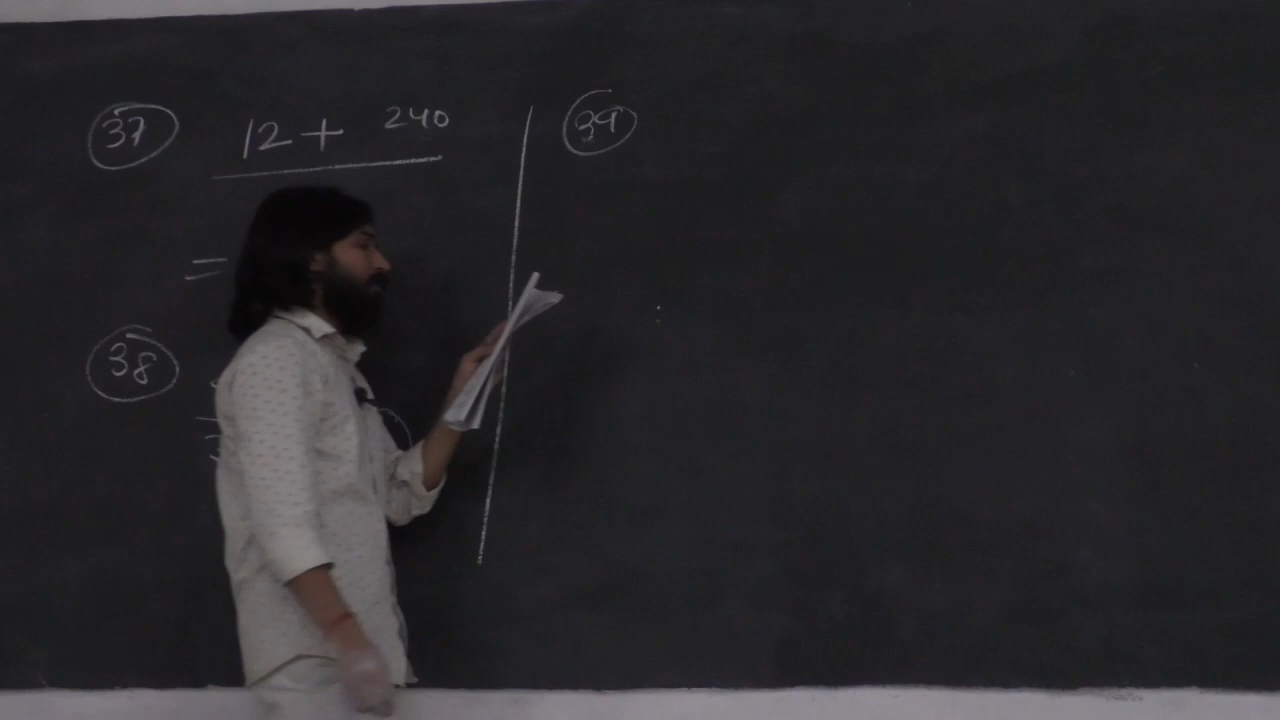 37 12 + 240
=
38
39